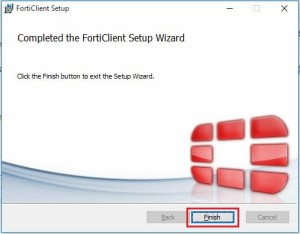 FortiClient Setup
Completed the FortiClient Setup Wizard
Click the Finish button to exit the Setup Wizard.
Back
Finish
Cancel